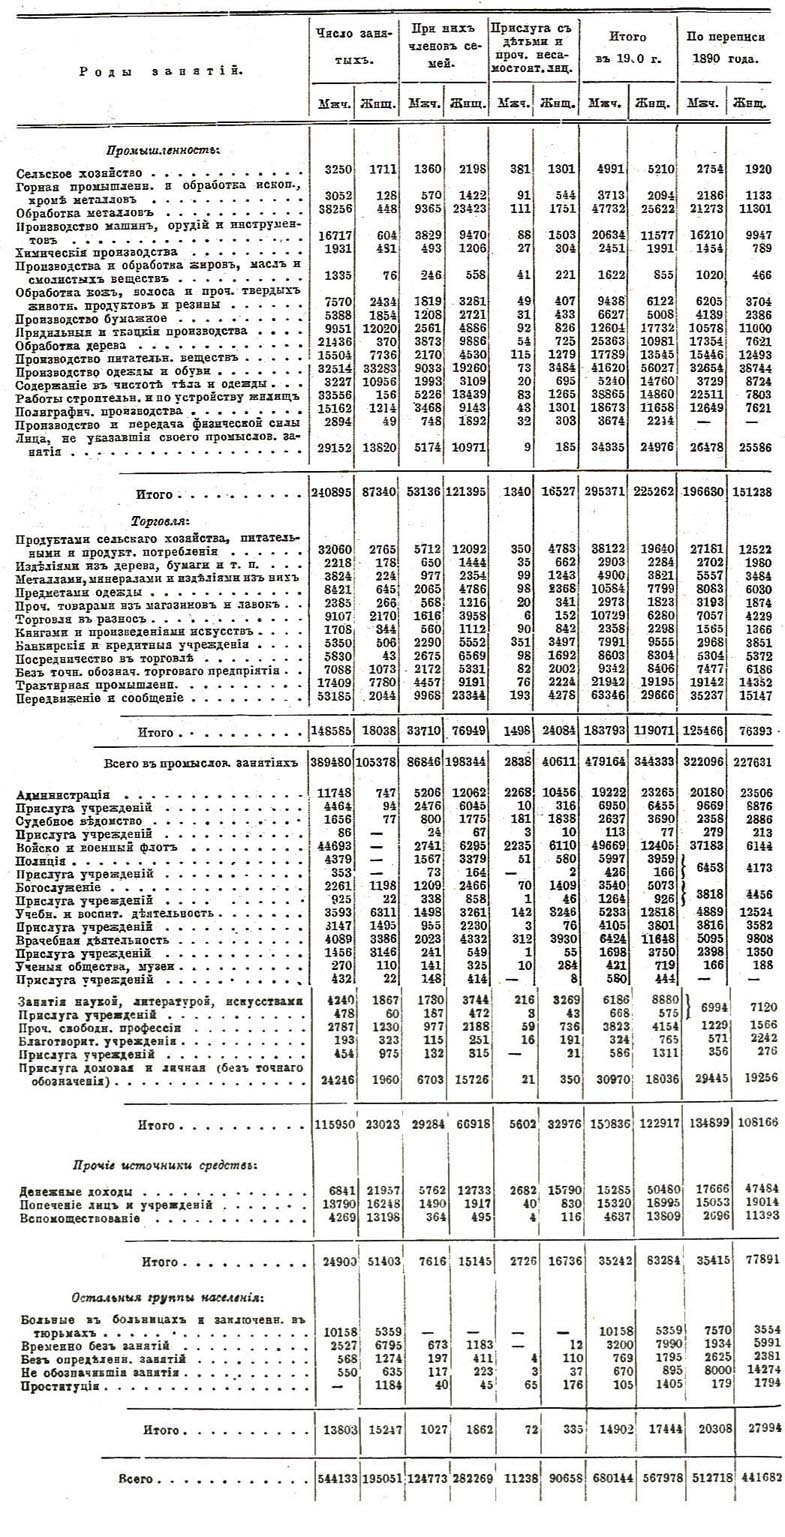 Роды занятій. | Число занятыхъ. | При нихъ членовъ семей. | Прислуга съ дѣтьми и проч. несамостоят. лиц. | Итого въ 1900 г. | По переписи 1890 года.
Мжч. Жнщ. Мжч. Жнщ. Мжч. Жнщ. Мжч. Жнщ. Мжч. Жнщ.
Промышленность:
Сельское хозяйство 3250 1711 1360 2198 381 1301 4991 5210 2754 1920
Горная промышленн. и обработка ископ.,
кромѣ металловъ 3052 128 570 1422 91 544 3713 2094 2186 1133
Обработка металловъ 38256 448 9365 23423 111 1751 47732 25622 21273 11301
Производство машинъ, орудій и инструмен-
товъ 16717 604 3829 9470 88 1503 20634 11577 16210 9947
Химическія производства 1931 481 493 1206 27 304 2451 1991 1454 789
Производства и обработка жировъ, маслъ и
смолистыхъ веществъ 1335 76 246 558 41 221 1622 855 1020 466
Обработка кожъ, волоса и проч. твердыхъ
животн. продуктовъ и резины 7570 2434 1819 3281 49 407 9438 6122 6205 3704
Производство бумажное 5388 1854 1208 2721 31 433 6627 5008 4139 2386
Прядильныя и ткацкія производства 9951 12020 2561 4886 92 826 12604 17732 10578 11000
Обработка дерева 21436 370 3873 9886 54 725 25363 10981 17354 7621
Производство питательн. веществъ 15504 7736 2170 4530 115 1279 17789 13545 15446 12493
Производство одежды и обуви 32514 33283 9033 19260 73 3484 41620 56027 32654 38744
Содержаніе въ чистотѣ тѣла и одежды 3227 10956 1993 3109 20 695 5240 14760 3729 8724
Работы строительн. и по устройству жилищъ 33556 156 5226 13439 83 1265 38865 14860 22511 7803
Полиграфич. производства 15162 1214 3468 9143 43 1301 18673 11658 12649 7621
Производство и передача физической силы 2894 49 748 1892 32 303 3674 2244 — —
Лица, не указавшія своего промыслов. за-
нятія 29152 13820 5174 10971 9 185 34335 24976 26478 25586
Итого 240895 87340 53136 121395 1340 16527 295371 225262 196630 151238
Торговля:
Продуктами сельскаго хозяйства, питатель-
ными и продукт. потребленія 32060 2765 5712 12092 350 4783 38122 19640 27181 12522
Издѣліями изъ дерева, бумаги и т. п. 2218 178 650 1444 35 662 2903 2284 2702 1980
Металлами, минералами и издѣліями изъ нихъ 3824 224 977 2354 99 1243 4900 3821 5557 3484
Предметами одежды 8421 645 2065 4786 98 2368 10584 7799 8083 6030
Проч. товарами изъ магазиновъ и лавокъ 2385 266 568 1216 20 341 2973 1823 3193 1874
Торговля въ разносъ 9107 2170 1616 3958 6 152 10729 6280 7057 4229
Книгами и произведеніями искусствъ 1708 344 560 1112 90 842 2358 2298 1565 1366
Банкирскія и кредитныя учрежденія 5350 506 2290 5552 351 3497 7991 9555 2968 3851
Посредничество въ торговлѣ 5830 43 2675 6569 98 1692 8603 8304 5304 5372
Безъ точн. обознач. торговаго предпріятія 7088 1073 2172 5331 82 2002 9342 8406 7477 6186
Трактирная промышленн. 17409 7780 4457 9191 76 2224 21942 19195 19142 14352
Передвиженіе и сообщеніе 53185 2044 9968 23344 193 4278 63346 29666 35237 15147
Итого 148585 18038 33710 76949 1498 24084 183793 119071 125466 76393
Всего въ промыслов. занятіяхъ 389480 105378 86846 198344 2838 40611 479164 344333 322096 227631
Администрація 11748 747 5206 12062 2268 10456 19222 23265 20180 23506
Прислуга учрежденій 4464 94 2476 6045 10 316 6950 6455 9669 8876
Судебное вѣдомство 1656 77 800 1775 181 1838 2637 3690 2358 2886
Прислуга учрежденій 86 — 24 67 3 10 113 77 279 213
Войско и военный флотъ 44693 — 2741 6295 2235 6110 49669 12405 37183 6144
Полиція 4379 — 1567 3379 51 580 5997 3959 } 6453 4173
Прислуга учрежденій 353 — 73 164 — 2 426 166
Богослуженіе 2261 1198 1209 2466 70 1409 3540 5073 } 3818 4456
Прислуга учрежденій 925 22 338 858 1 46 1264 926
Учебн. и воспит. дѣятельность 3593 6311 1498 3261 142 3246 5233 12818 4889 12524
Прислуга учрежденій 3147 1495 955 2230 3 76 4105 3801 3816 3582
Врачебная дѣятельность 4089 3386 2023 4332 312 3930 6424 11648 5095 9808
Прислуга учрежденій 1456 3146 241 549 1 55 1698 3750 2398 1350
Ученыя общества, музеи 270 110 141 325 10 284 421 719 166 188
Прислуга учрежденій 432 22 148 414 — 8 580 444 — —
Занятія наукой, литературой, искусствами 4240 1867 1730 3744 216 3269 6186 8880 } 6994 7120
Прислуга учрежденій 478 60 187 472 3 43 668 575
Проч. свободн. профессіи 2787 1230 977 2188 59 736 3823 4154 1229 1566
Благотворит. учрежденія 193 323 115 251 16 191 324 765 571 2242
Прислуга учрежденій 454 975 132 315 — 21 586 1311 356 276
Прислуга домовая и личная (безъ точнаго
обозначенія) 24246 1960 6703 15726 21 350 30970 18036 29445 19256
Итого 115950 23023 29284 66918 5602 32976 150836 122917 134899 108166
Прочіе источники средствъ:
Денежные доходы 6841 21957 5762 12733 2682 15790 15285 50480 17666 47484
Попеченіе лицъ и учрежденій 13790 16248 1490 1917 40 830 15320 18995 15053 19014
Вспомоществованіе 4269 13198 364 495 4 116 4637 13809 2696 11393
Итого 24900 51403 7616 15145 2726 16736 35242 83284 35415 77891
Остальныя группы населенія:
Больные въ больницахъ и заключенн. въ
тюрьмахъ 10158 5359 — — — — 10158 5359 7570 3554
Временно безъ занятій 2527 6795 673 1183 — 12 3200 7990 1934 5991
Безъ опредѣленн. занятій 568 1274 197 411 4 110 769 1795 2625 2381
Не обозначившія занятія 550 635 117 223 3 37 670 895 8000 14274
Проституція — 1184 40 45 65 176 105 1405 179 1794
Итого 13803 15247 1027 1862 72 335 14902 17444 20308 27994
Всего 544133 195051 124773 282269 11238 90658 680144 567978 512718 441682